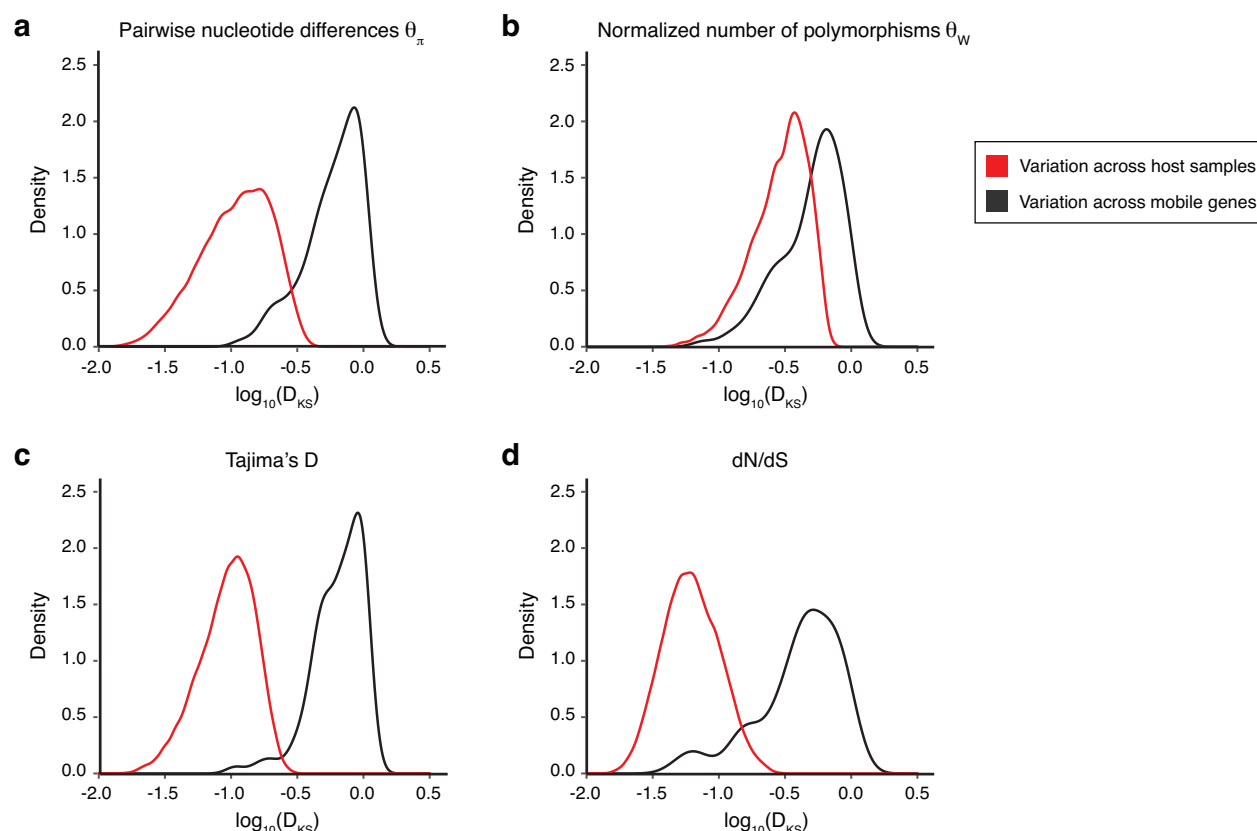 a Pairwise nucleotide differences θπ
2.5
2.0
1.5
1.0
0.5
0.0
Density
-2.0 -1.5 -1.0 -0.5 0.0 0.5
log10(DKS)
b Normalized number of polymorphisms θW
2.5
2.0
1.5
1.0
0.5
0.0
Density
-2.0 -1.5 -1.0 -0.5 0.0 0.5
log10(DKS)
Variation across host samples
Variation across mobile genes
c Tajima's D
2.5
2.0
1.5
1.0
0.5
0.0
Density
-2.0 -1.5 -1.0 -0.5 0.0 0.5
log10(DKS)
d dN/dS
2.5
2.0
1.5
1.0
0.5
0.0
Density
-2.0 -1.5 -1.0 -0.5 0.0 0.5
log10(DKS)